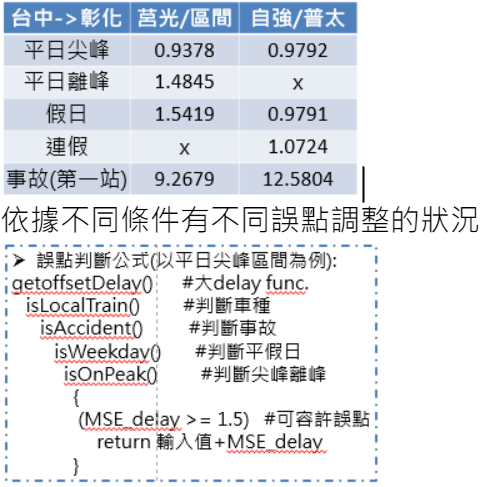 台中->彰化 莒光/區間 自強/普太
平日尖峰 0.9378 0.9792
平日離峰 1.4845 x
假日 1.5419 0.9791
連假 x 1.0724
事故(第一站) 9.2679 12.5804
依據不同條件有不同誤點調整的狀況
➢ 誤點判斷公式(以平日尖峰區間為例):
getoffsetDelay() #大delay func.
isLocalTrain() #判斷車種
isAccident() #判斷事故
isWeekday() #判斷平假日
isOnPeak() #判斷尖峰離峰
{
(MSE_delay >= 1.5) #可容許誤點
return 輸入值+MSE_delay
}